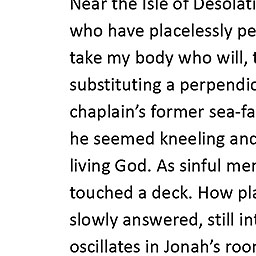 Near the Isle of Desolati
who have placelessly pe
take my body who will, t
substituting a perpendic
chaplain’s former sea-fa
he seemed kneeling and
living God. As sinful mer
touched a deck. How pla
slowly answered, still in
oscillates in Jonah’s roor